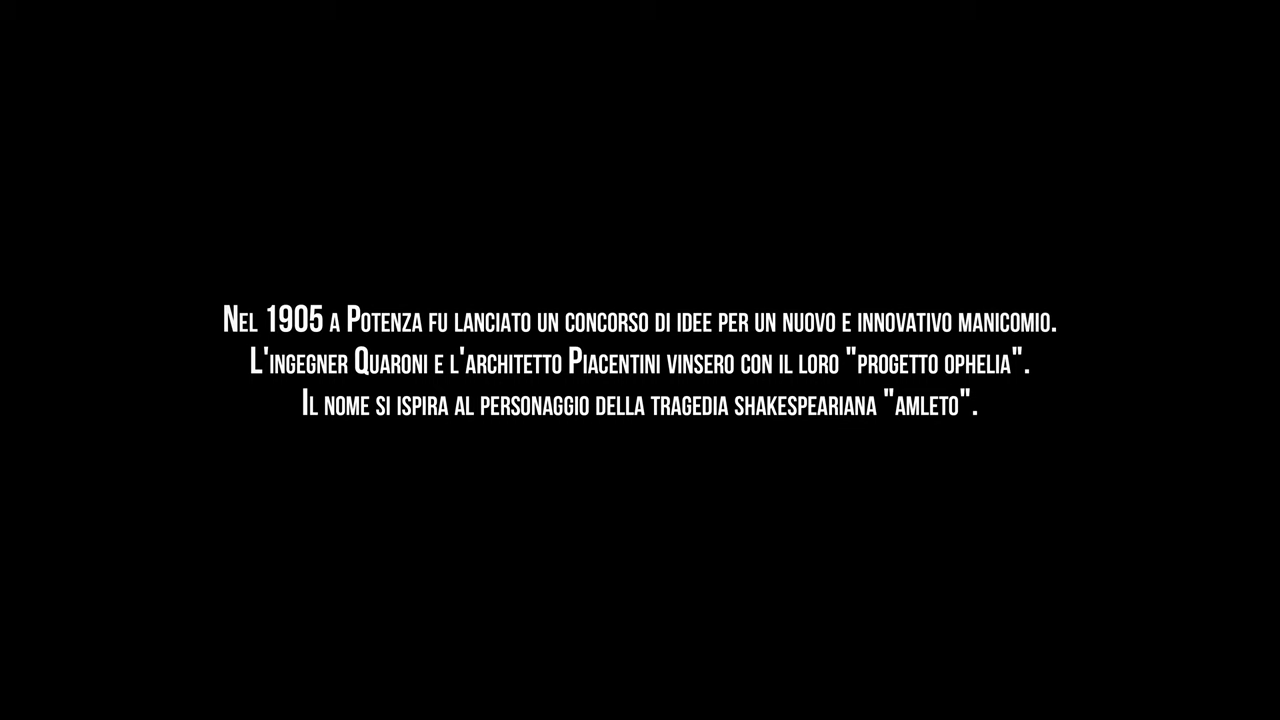 Nel 1905 a Potenza fu lanciato un concorso di idee per un nuovo e innovativo manicomio.
L'ingegner Quaroni e l'architetto Piacentini vinsero con il loro "progetto ophelia".
Il nome si ispira al personaggio della tragedia shakespeariana "amleto".